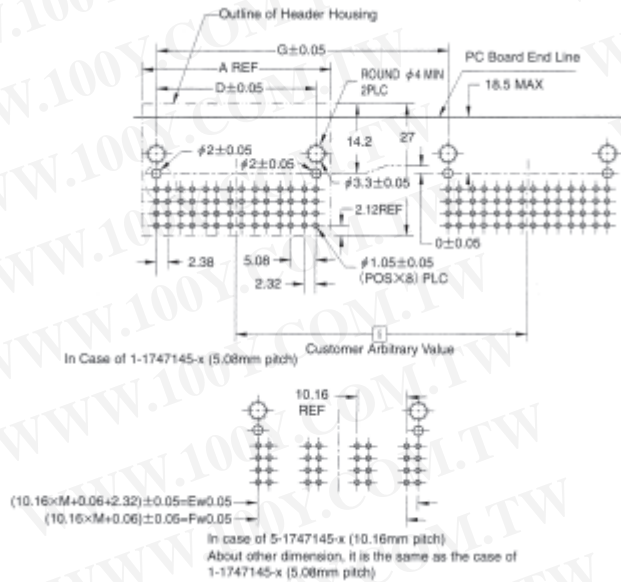 Outline of Header Housing
G±0.05
A REF
D±0.05
ROUND φ4 MIN
2PLC
PC Board End Line
18.5 MAX
14.2
27
φ2±0.05
φ2±0.05
φ3.3±0.05
2.12REF
0±0.05
2.38
5.08
2.32
φ1.05±0.05
(POS×8) PLC
Customer Arbitrary Value
In Case of 1-1747145-x (5.08mm pitch)
10.16
REF
(10.16×M+0.06+2.32)±0.05=Ew0.05
(10.16×M+0.06)±0.05=Fw0.05
In case of 5-1747145-x (10.16mm pitch)
About other dimension, it is the same as the case of
1-1747145-x (5.08mm pitch)
WWW.100Y.COM.TW